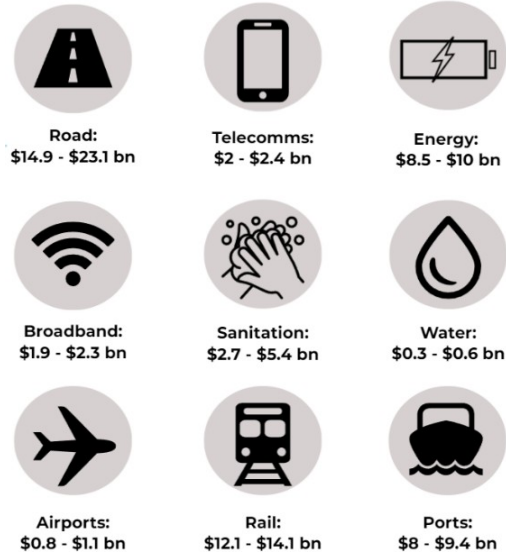 Road:
$14.9 - $23.1 bn
Telecomms:
$2 - $2.4 bn
Energy:
$8.5 - $10 bn
Broadband:
$1.9 - $2.3 bn
Sanitation:
$2.7 - $5.4 bn
Water:
$0.3 - $0.6 bn
Airports:
$0.8 - $1.1 bn
Rail:
$12.1 - $14.1 bn
Ports:
$8 - $9.4 bn